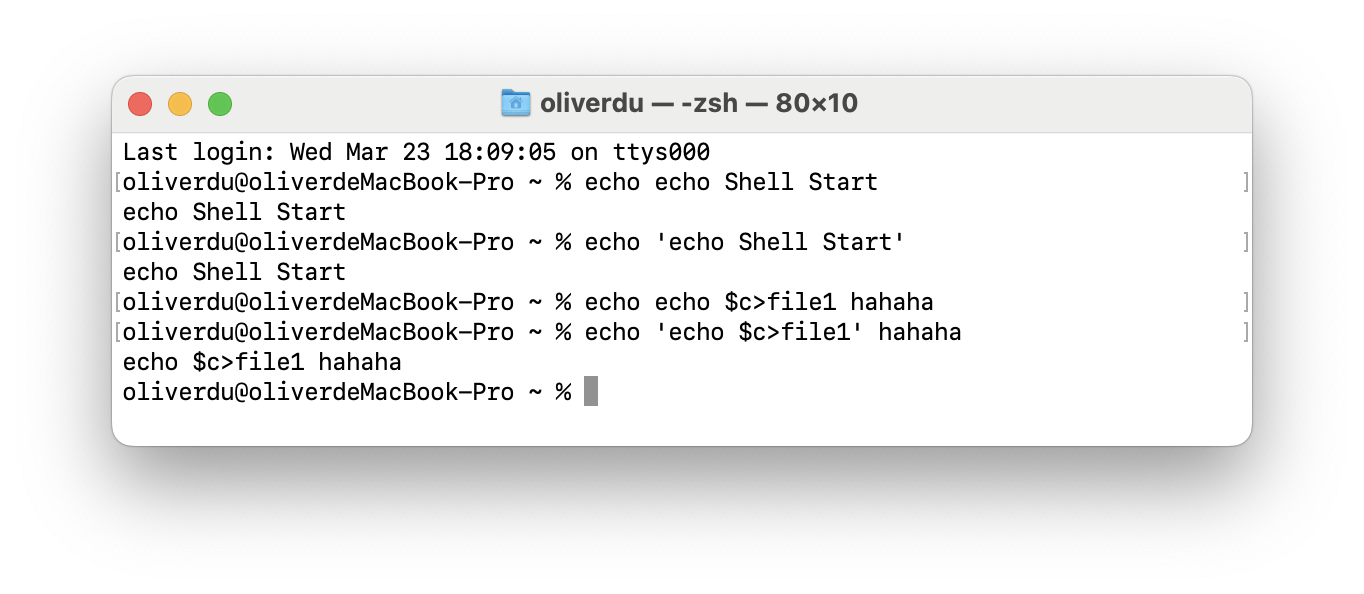 oliverdu — -zsh — 80×10
Last login: Wed Mar 23 18:09:05 on ttys000
[oliverdu@oliverdeMacBook-Pro ~ % echo echo Shell Start ]
echo Shell Start
[oliverdu@oliverdeMacBook-Pro ~ % echo 'echo Shell Start' ]
echo Shell Start
[oliverdu@oliverdeMacBook-Pro ~ % echo echo $c>file1 hahaha ]
[oliverdu@oliverdeMacBook-Pro ~ % echo 'echo $c>file1' hahaha ]
echo $c>file1 hahaha
oliverdu@oliverdeMacBook-Pro ~ %